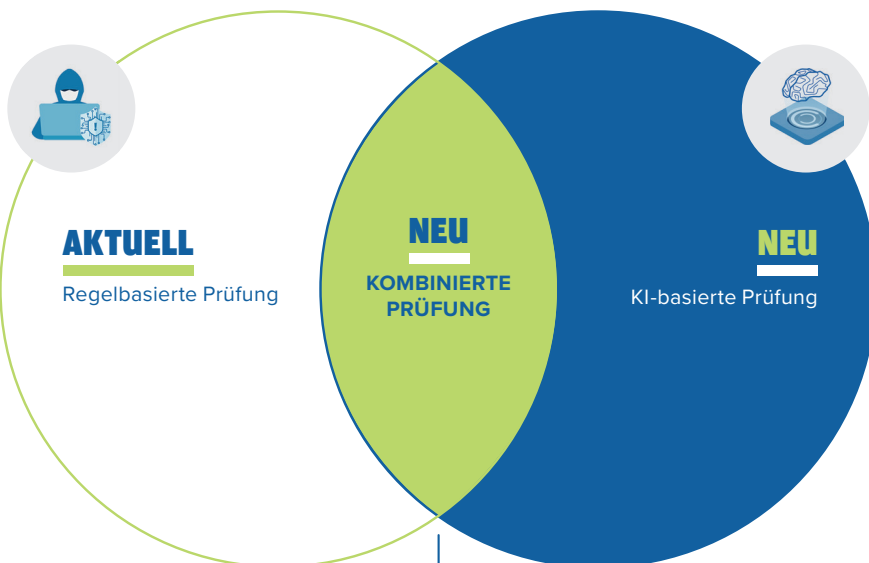 AKTUELL
Regelbasierte Prüfung
NEU
KOMBINIERTE
PRÜFUNG
NEU
KI-basierte Prüfung